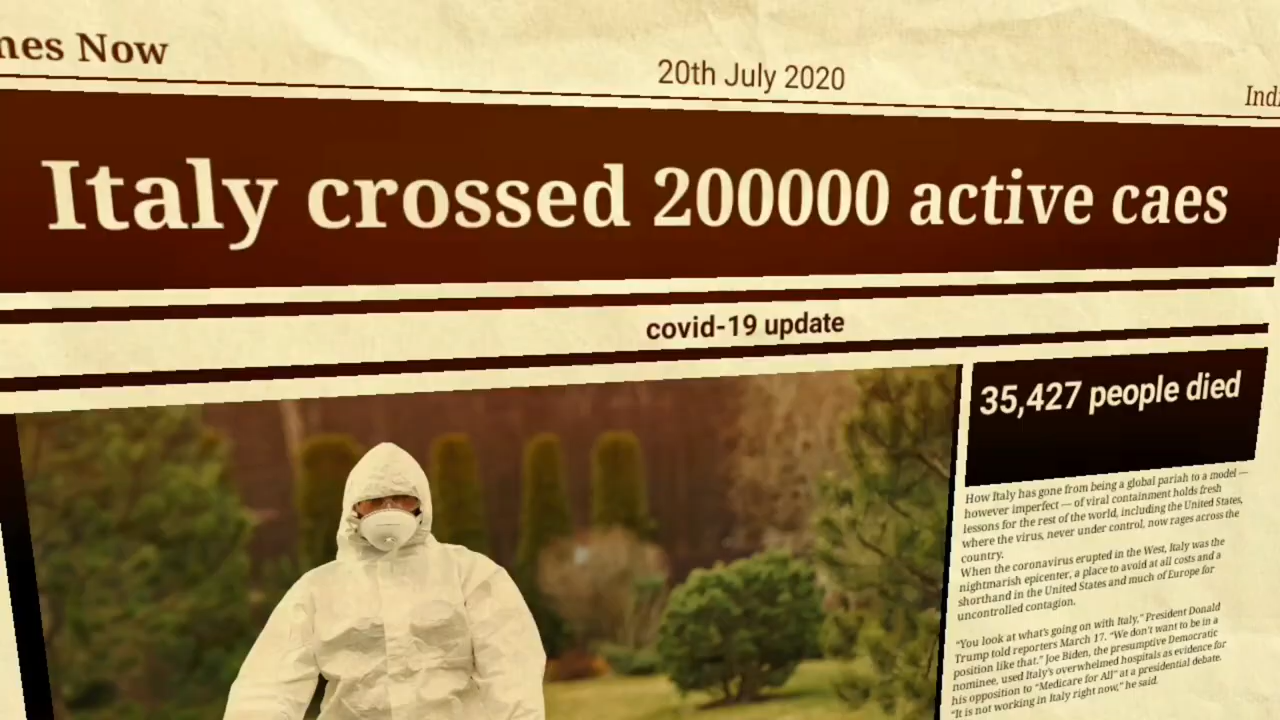 Now
20th July 2020
Italy crossed 200000 active caes
covid-19 update
35,427 people died
How Italy has gone from being a global pariah to a model —
however imperfect — of viral containment holds fresh
lessons for the rest of the world, including the United States,
where the virus, never under control, now rages across the
country.
When the coronavirus erupted in the West, Italy was the
nightmarish epicenter, a place to avoid at all costs and a
shorthand in the United States and much of Europe for
uncontrolled contagion.
"You look at what's going on with Italy," President Donald
Trump told reporters March 17. "We don't want to be in a
position like that." Joe Biden, the presumptive Democratic
nominee, used Italy's overwhelmed hospitals as evidence for
his opposition to "Medicare for All" at a presidential debate.
"It is not working in Italy right now," he said.